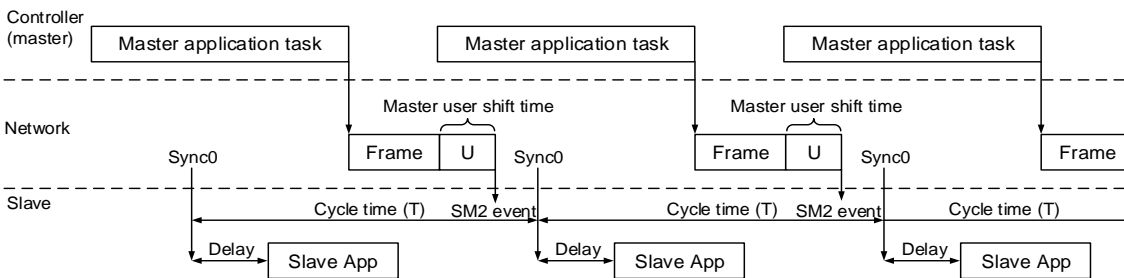 Controller
(master)
Master application task
Master application task
Master application task
Master user shift time
Master user shift time
Network
Frame
U
Frame
U
Frame
Sync0
Sync0
Sync0
Slave
Cycle time (T)
SM2 event
Cycle time (T)
SM2 event
Cycle time (T)
Delay
Slave App
Delay
Slave App
Delay
Slave App